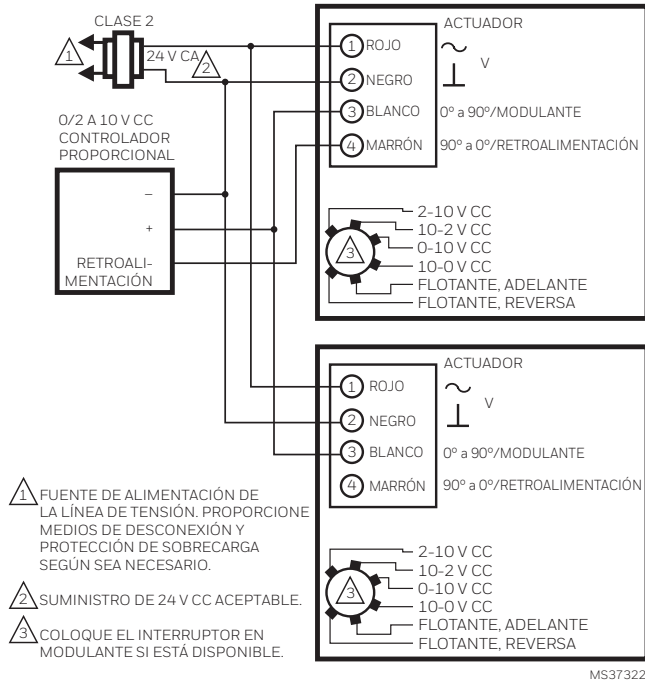 CLASE 2
1
24 V CA
2
0/2 A 10 V CC
CONTROLADOR
PROPORCIONAL
–
+
RETROALI-
MENTACIÓN
ACTUADOR
1 ROJO
V
2 NEGRO
3 BLANCO 0° a 90°/MODULANTE
4 MARRÓN 90° a 0°/RETROALIMENTACIÓN
3
2-10 V CC
10-2 V CC
0-10 V CC
10-0 V CC
FLOTANTE, ADELANTE
FLOTANTE, REVERSA
ACTUADOR
1 ROJO
V
2 NEGRO
3 BLANCO 0° a 90°/MODULANTE
4 MARRÓN 90° a 0°/RETROALIMENTACIÓN
3
2-10 V CC
10-2 V CC
0-10 V CC
10-0 V CC
FLOTANTE, ADELANTE
FLOTANTE, REVERSA
1 FUENTE DE ALIMENTACIÓN DE
LA LÍNEA DE TENSIÓN. PROPORCIONE
MEDIOS DE DESCONEXIÓN Y
PROTECCIÓN DE SOBRECARGA
SEGÚN SEA NECESARIO.
2 SUMINISTRO DE 24 V CC ACEPTABLE.
3 COLOQUE EL INTERRUPTOR EN
MODULANTE SI ESTÁ DISPONIBLE.
MS37322